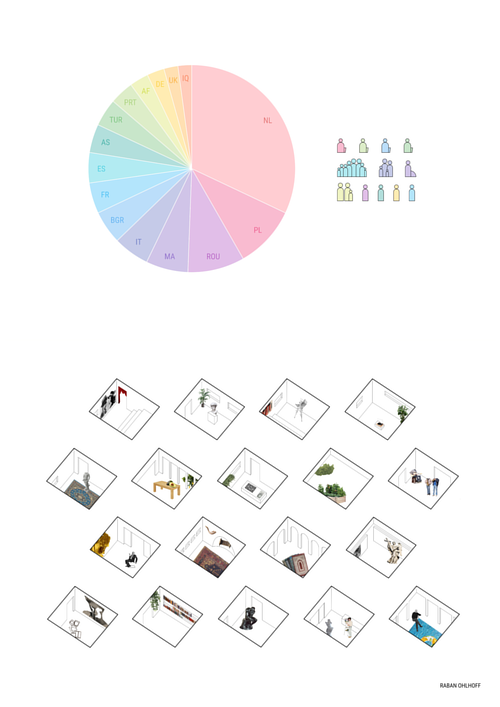 IQ
UK
DE
AF
PRT
TUR
AS
ES
FR
BGR
IT
MA
ROU
PL
NL
RABAN OHLHOFF